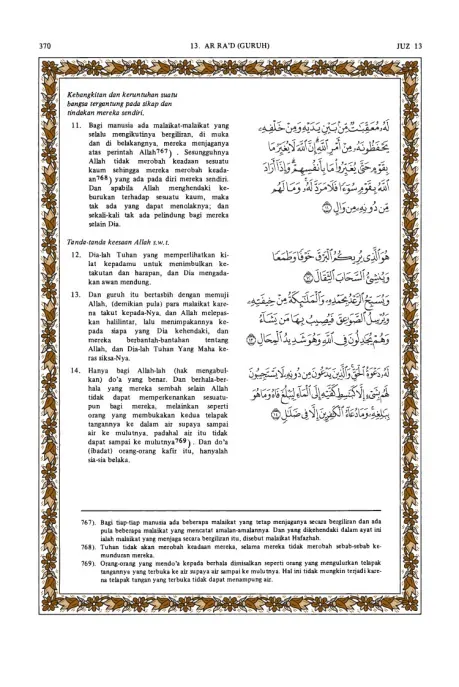 370
13. AR RA'D (GURUH)
JUZ 13
Kebangkitan dan keruntuhan suatu
bangsa tergantung pada sikap dan
tindakan mereka sendiri.
11. Bagi manusia ada malaikat-malaikat yang
selalu mengikutinya bergiliran, di muka
dan di belakangnya, mereka menjaganya
atas perintah Allah767) . Sesungguhnya
Allah tidak merobah keadaan sesuatu
kaum sehingga mereka merobah keada-
an768) yang ada pada diri mereka sendiri.
Dan apabila Allah menghendaki ke-
burukan terhadap sesuatu kaum, maka
tak ada yang dapat menolaknya; dan
sekali-kali tak ada pelindung bagi mereka
selain Dia.
لَهُۥ مُعَقِّبَٰتٌ مِّنۢ بَيْنِ يَدَيْهِ وَمِنْ خَلْفِهِۦ
يَحْفَظُونَهُۥ مِنْ أَمْرِ ٱللَّهِ إِنَّ ٱللَّهَ لَا يُغَيِّرُ مَا
بِقَوْمٍ حَتَّىٰ يُغَيِّرُوا۟ مَا بِأَنفُسِهِمْ وَإِذَآ أَرَادَ
ٱللَّهُ بِقَوْمٍ سُوٓءًا فَلَا مَرَدَّ لَهُۥ وَمَا لَهُم
مِّن دُونِهِۦ مِن وَالٍ ١١
Tanda-tanda keesaan Allah s.w.t.
12. Dia-lah Tuhan yang memperlihatkan ki-
lat kepadamu untuk menimbulkan ke-
takutan dan harapan, dan Dia mengada-
kan awan mendung.
هُوَ ٱلَّذِى يُرِيكُمُ ٱلْبَرْقَ خَوْفًا وَطَمَعًا
وَيُنشِئُ ٱلسَّحَابَ ٱلثِّقَالَ ١٢
13. Dan guruh itu bertasbih dengan memuji
Allah, (demikian pula) para malaikat kare-
na takut kepada-Nya, dan Allah melepas-
kan halilintar, lalu menimpakannya ke-
pada siapa yang Dia kehendaki, dan
mereka berbantah-bantahan tentang
Allah, dan Dia-lah Tuhan Yang Maha ke-
ras siksa-Nya.
وَيُسَبِّحُ ٱلرَّعْدُ بِحَمْدِهِۦ وَٱلْمَلَٰٓئِكَةُ مِنْ خِيفَتِهِۦ
وَيُرْسِلُ ٱلصَّوَٰعِقَ فَيُصِيبُ بِهَا مَن يَشَآءُ
وَهُمْ يُجَٰدِلُونَ فِى ٱللَّهِ وَهُوَ شَدِيدُ ٱلْمِحَالِ ١٣
14. Hanya bagi Allah-lah (hak mengabul-
kan) do'a yang benar. Dan berhala-ber-
hala yang mereka sembah selain Allah
tidak dapat memperkenankan sesuatu-
pun bagi mereka, melainkan seperti
orang yang membukakan kedua telapak
tangannya ke dalam air supaya sampai
air ke mulutnya, padahal air itu tidak
dapat sampai ke mulutnya769) . Dan do'a
(ibadat) orang-orang kafir itu, hanyalah
sia-sia belaka.
لَهُۥ دَعْوَةُ ٱلْحَقِّ وَٱلَّذِينَ يَدْعُونَ مِن دُونِهِۦ لَا يَسْتَجِيبُونَ
لَهُم بِشَىْءٍ إِلَّا كَبَٰسِطِ كَفَّيْهِ إِلَى ٱلْمَآءِ لِيَبْلُغَ فَاهُ وَمَا هُوَ
بِبَٰلِغِهِۦ وَمَا دُعَآءُ ٱلْكَٰفِرِينَ إِلَّا فِى ضَلَٰلٍ ١٤
767). Bagi tiap-tiap manusia ada beberapa malaikat yang tetap menjaganya secara bergiliran dan ada
pula beberapa malaikat yang mencatat amalan-amalannya. Dan yang dikehendaki dalam ayat ini
ialah malaikat yang menjaga secara bergiliran itu, disebut malaikat Hafazhah.
768). Tuhan tidak akan merobah keadaan mereka, selama mereka tidak merobah sebab-sebab ke-
munduran mereka.
769). Orang-orang yang mendo'a kepada berhala dimisalkan seperti orang yang mengulurkan telapak
tangannya yang terbuka ke air supaya air sampai ke mulutnya. Hal ini tidak mungkin terjadi kare-
na telapak tangan yang terbuka tidak dapat menampung air.